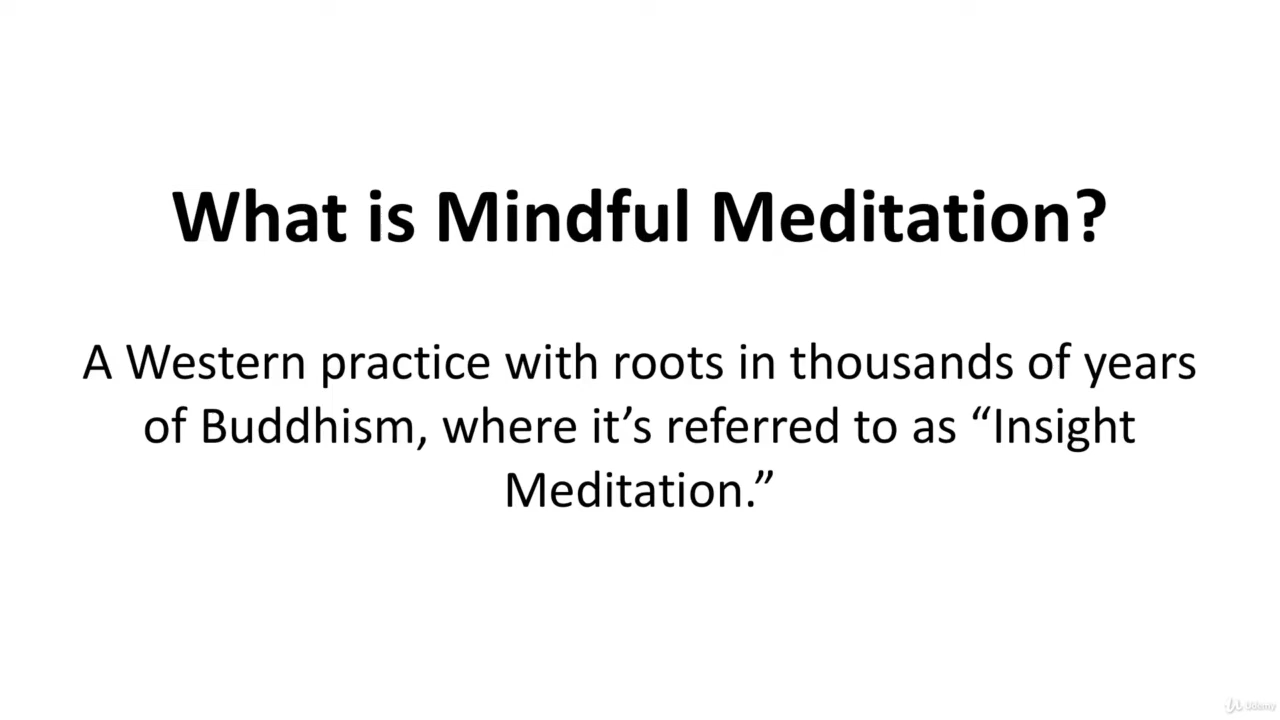 What is Mindful Meditation?
A Western practice with roots in thousands of years
of Buddhism, where it’s referred to as “Insight
Meditation.”
Udemy